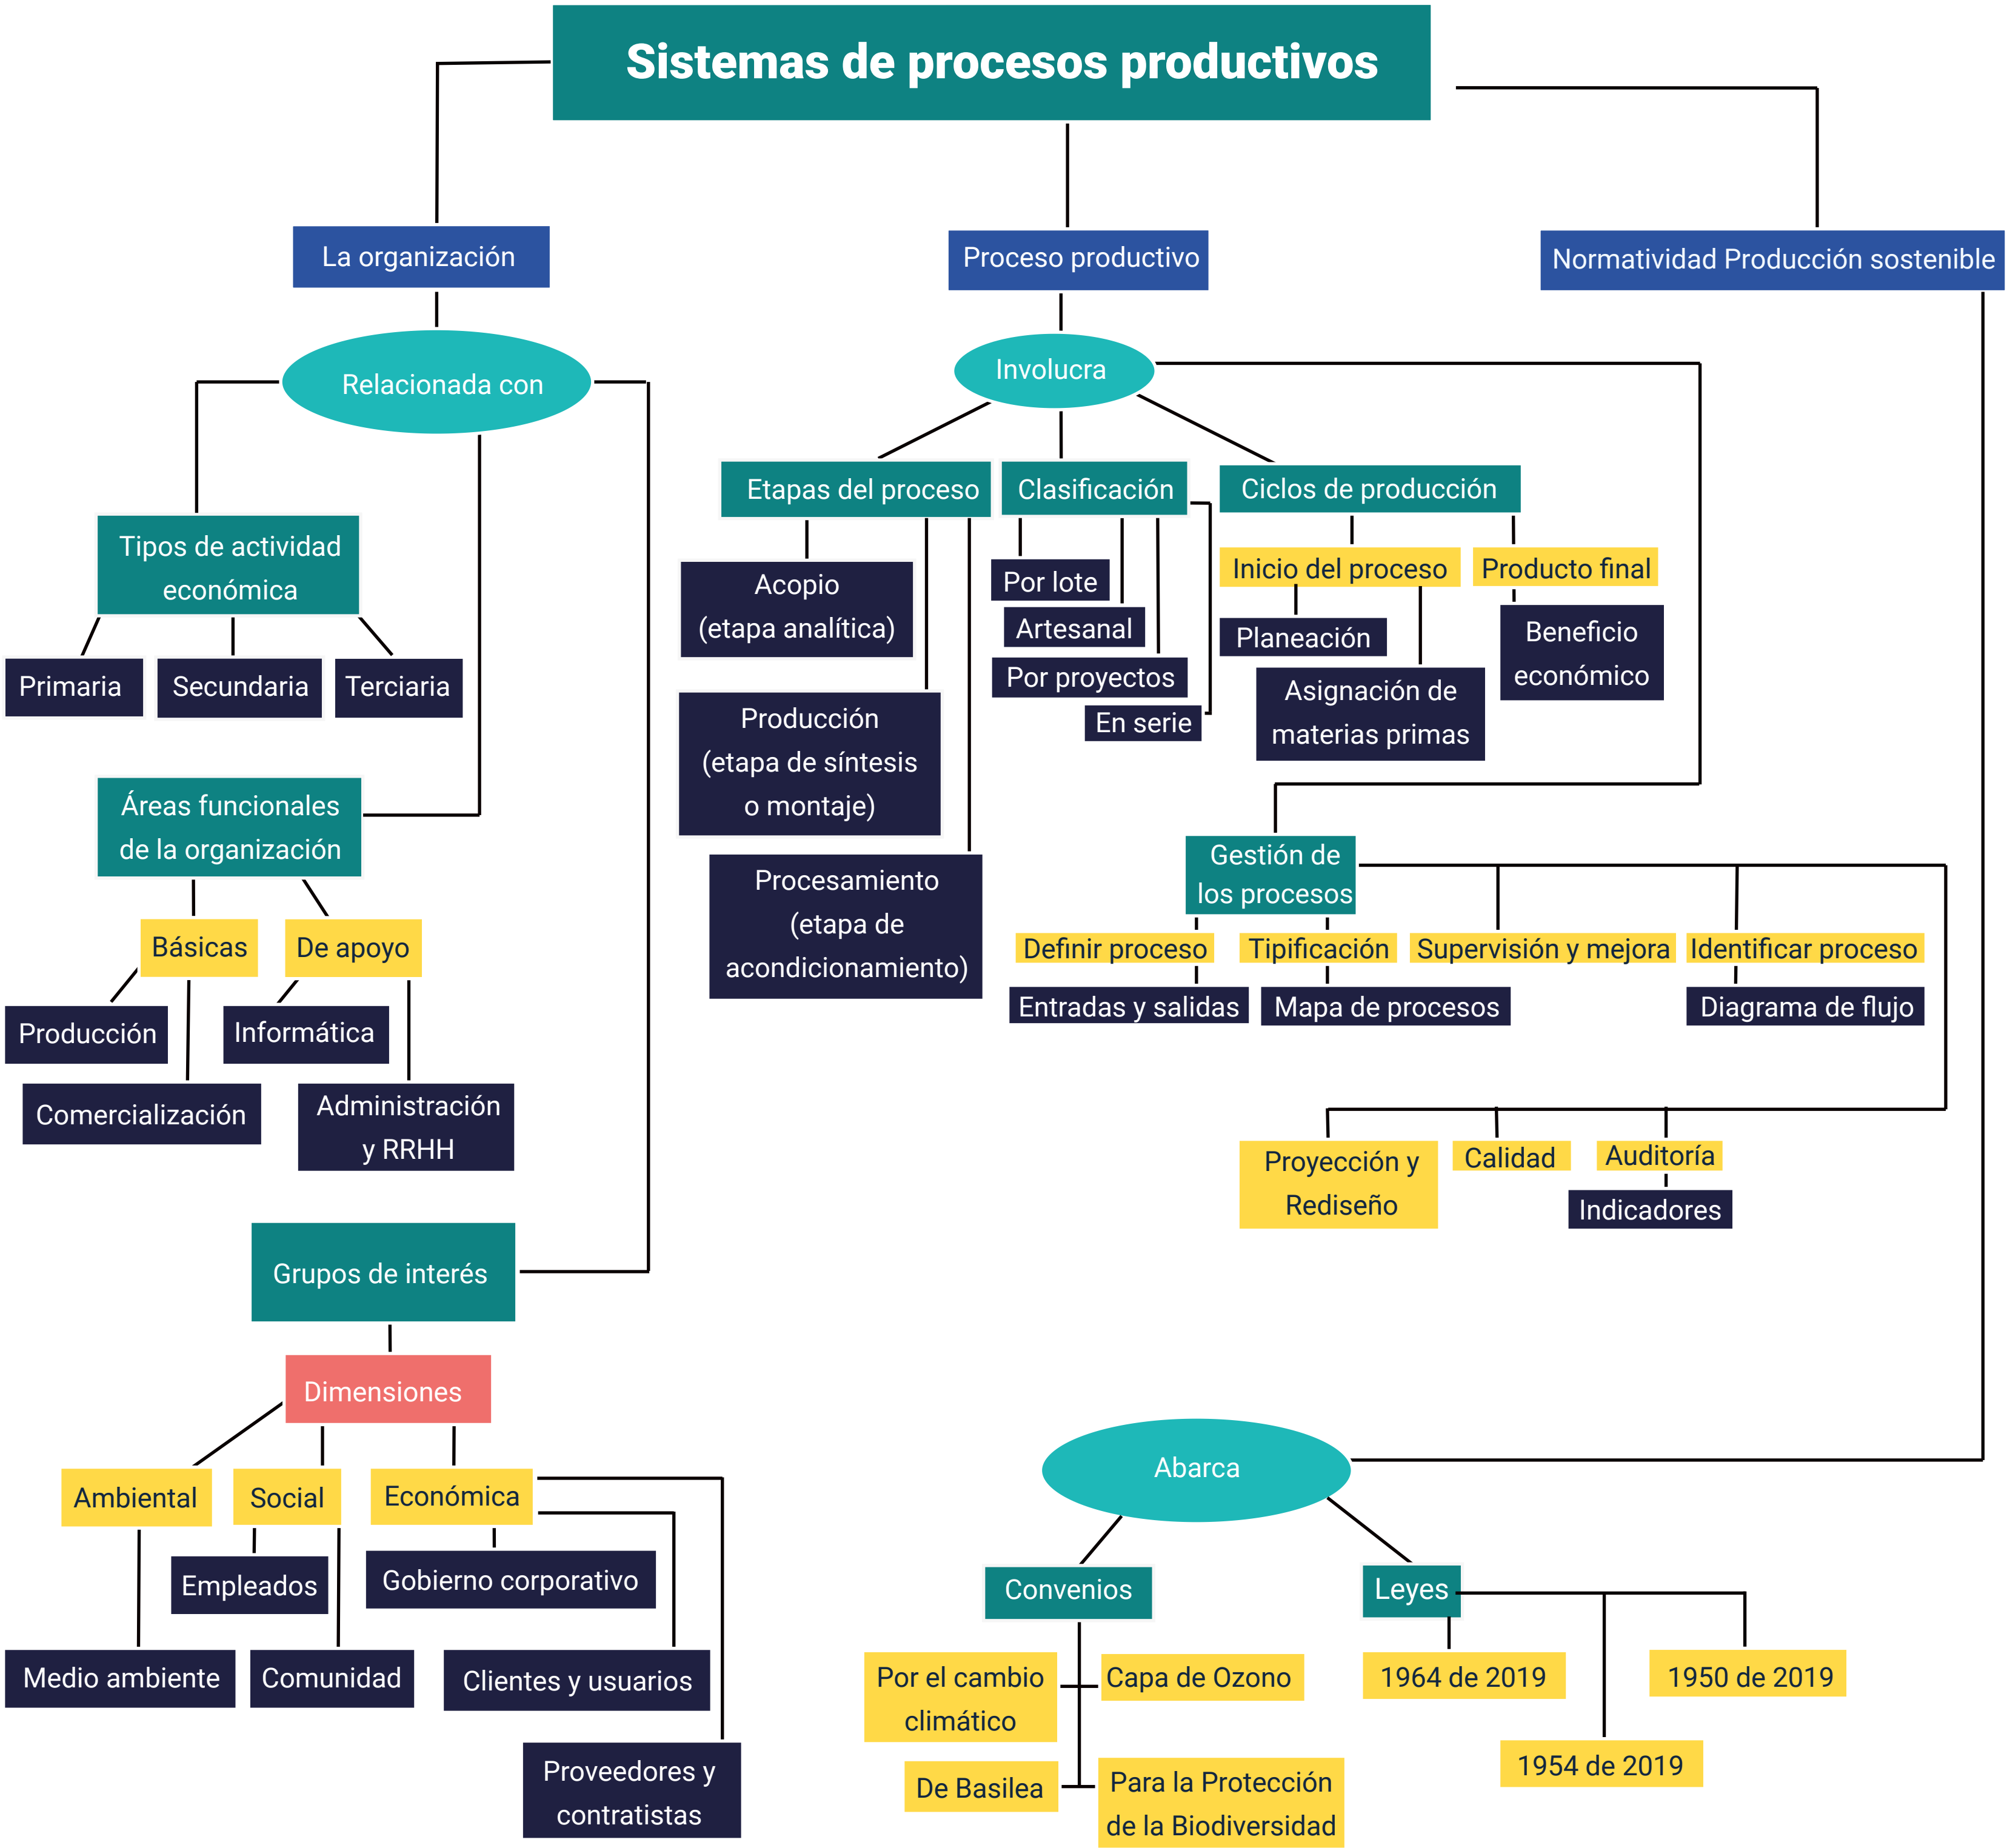 Sistemas de procesos productivos
La organización
Relacionada con
Tipos de actividad
económica
Primaria
Secundaria
Terciaria
Áreas funcionales
de la organización
Básicas
De apoyo
Producción
Informática
Comercialización
Administración
y RRHH
Grupos de interés
Dimensiones
Ambiental
Social
Económica
Empleados
Gobierno corporativo
Medio ambiente
Comunidad
Clientes y usuarios
Proveedores y
contratistas
Proceso productivo
Involucra
Etapas del proceso
Acopio
(etapa analítica)
Producción
(etapa de síntesis
o montaje)
Procesamiento
(etapa de
acondicionamiento)
Clasificación
Por lote
Artesanal
Por proyectos
En serie
Ciclos de producción
Inicio del proceso
Producto final
Planeación
Asignación de
materias primas
Beneficio
económico
Gestión de
los procesos
Definir proceso
Tipificación
Supervisión y mejora
Identificar proceso
Entradas y salidas
Mapa de procesos
Diagrama de flujo
Proyección y
Rediseño
Calidad
Auditoría
Indicadores
Normatividad Producción sostenible
Abarca
Convenios
Por el cambio
climático
Capa de Ozono
De Basilea
Para la Protección
de la Biodiversidad
Leyes
1964 de 2019
1954 de 2019
1950 de 2019